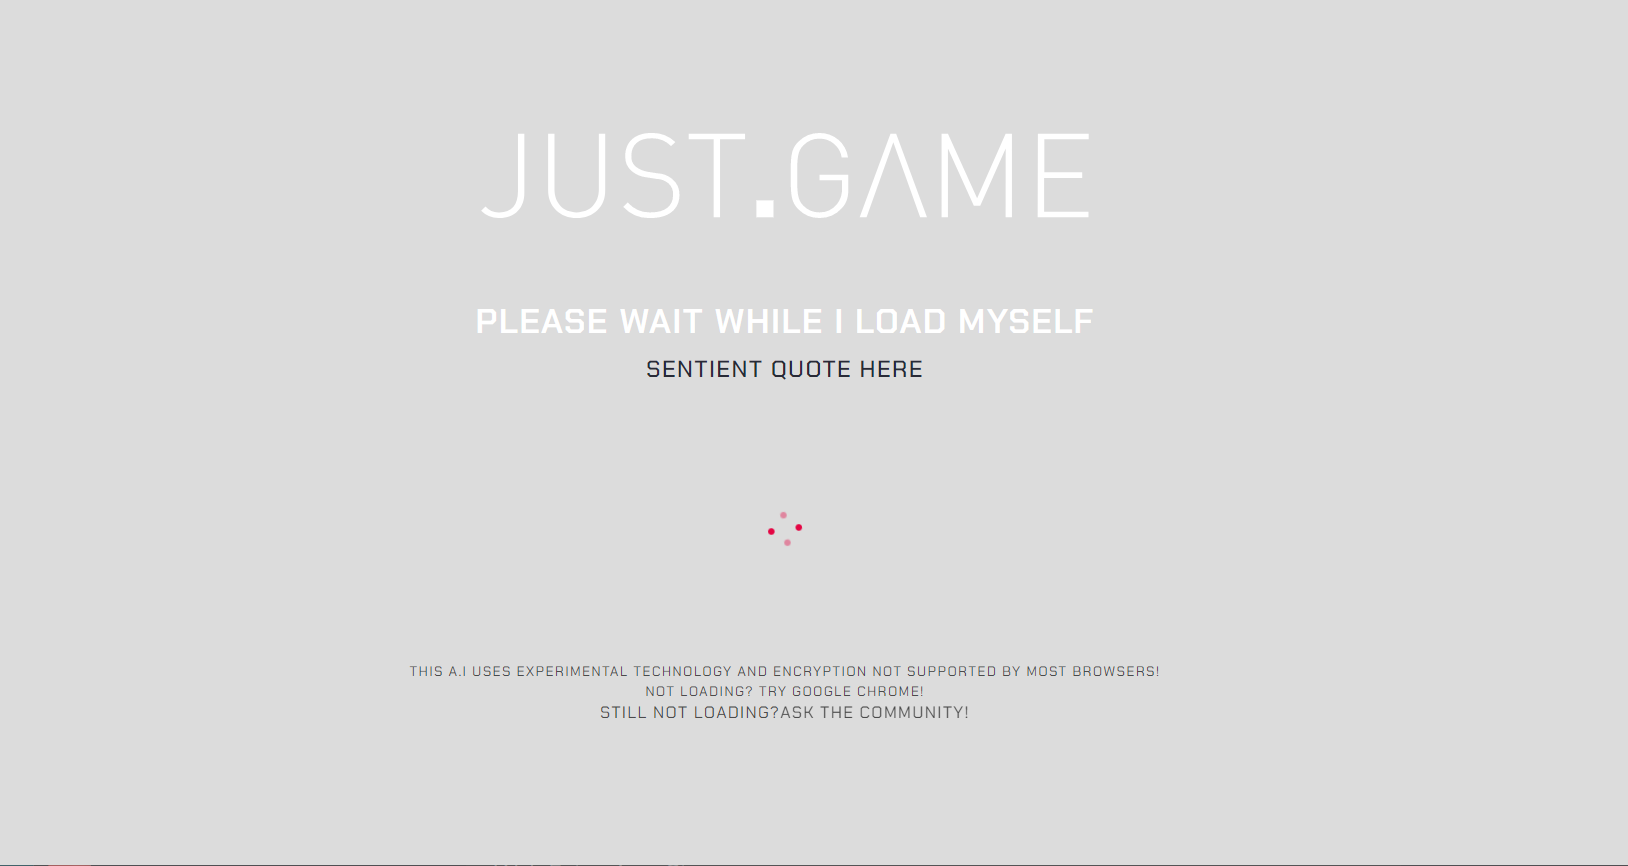 JUST.GAME
PLEASE WAIT WHILE I LOAD MYSELF
SENTIENT QUOTE HERE
THIS A.I USES EXPERIMENTAL TECHNOLOGY AND ENCRYPTION NOT SUPPORTED BY MOST BROWSERS!
NOT LOADING? TRY GOOGLE CHROME!
STILL NOT LOADING?ASK THE COMMUNITY!